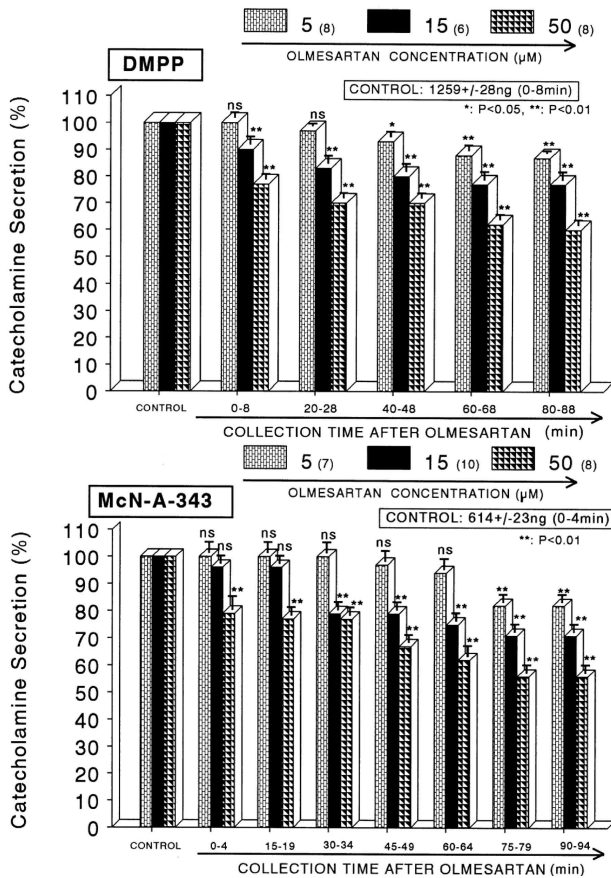 5 (8) 15 (6) 50 (8)
OLMESARTAN CONCENTRATION (µM)
DMPP
CONTROL: 1259+/-28ng (0-8min)
*: P<0.05, **: P<0.01
Catecholamine Secretion (%)
110
100
90
80
70
60
50
40
30
20
10
0
ns ** **
ns ** **
* ** **
** ** **
** ** **
CONTROL 0-8 20-28 40-48 60-68 80-88
COLLECTION TIME AFTER OLMESARTAN (min)
5 (7) 15 (10) 50 (8)
OLMESARTAN CONCENTRATION (µM)
McN-A-343
CONTROL: 614+/-23ng (0-4min)
**: P<0.01
Catecholamine Secretion (%)
110
100
90
80
70
60
50
40
30
20
10
0
ns ns **
ns ns **
ns ** **
ns ** **
ns ** **
** ** **
** ** **
CONTROL 0-4 15-19 30-34 45-49 60-64 75-79 90-94
COLLECTION TIME AFTER OLMESARTAN (min)